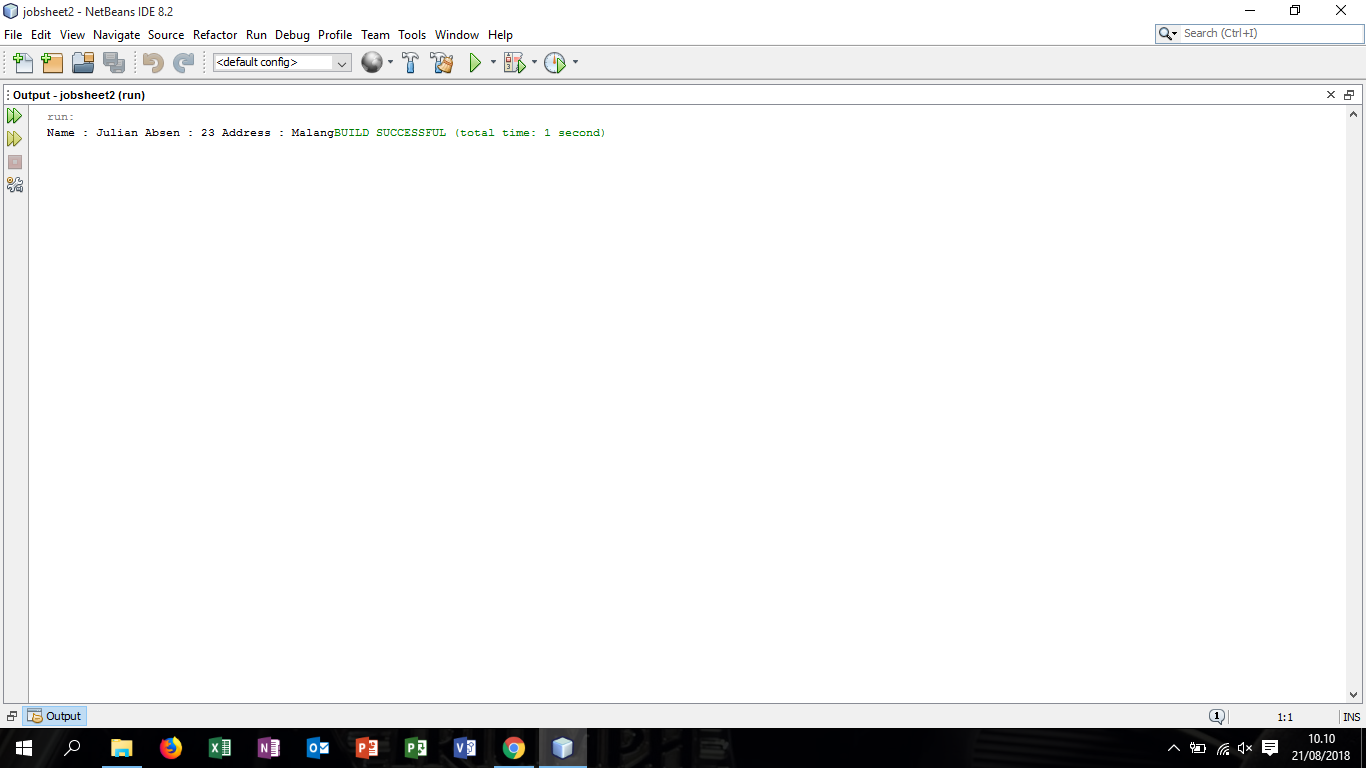 jobsheet2 - NetBeans IDE 8.2
File Edit View Navigate Source Refactor Run Debug Profile Team Tools Window Help
Search (Ctrl+I)
<default config>
Output - jobsheet2 (run)
run:
Name : Julian Absen : 23 Address : MalangBUILD SUCCESSFUL (total time: 1 second)
Output
1
1:1
INS
10.10
21/08/2018